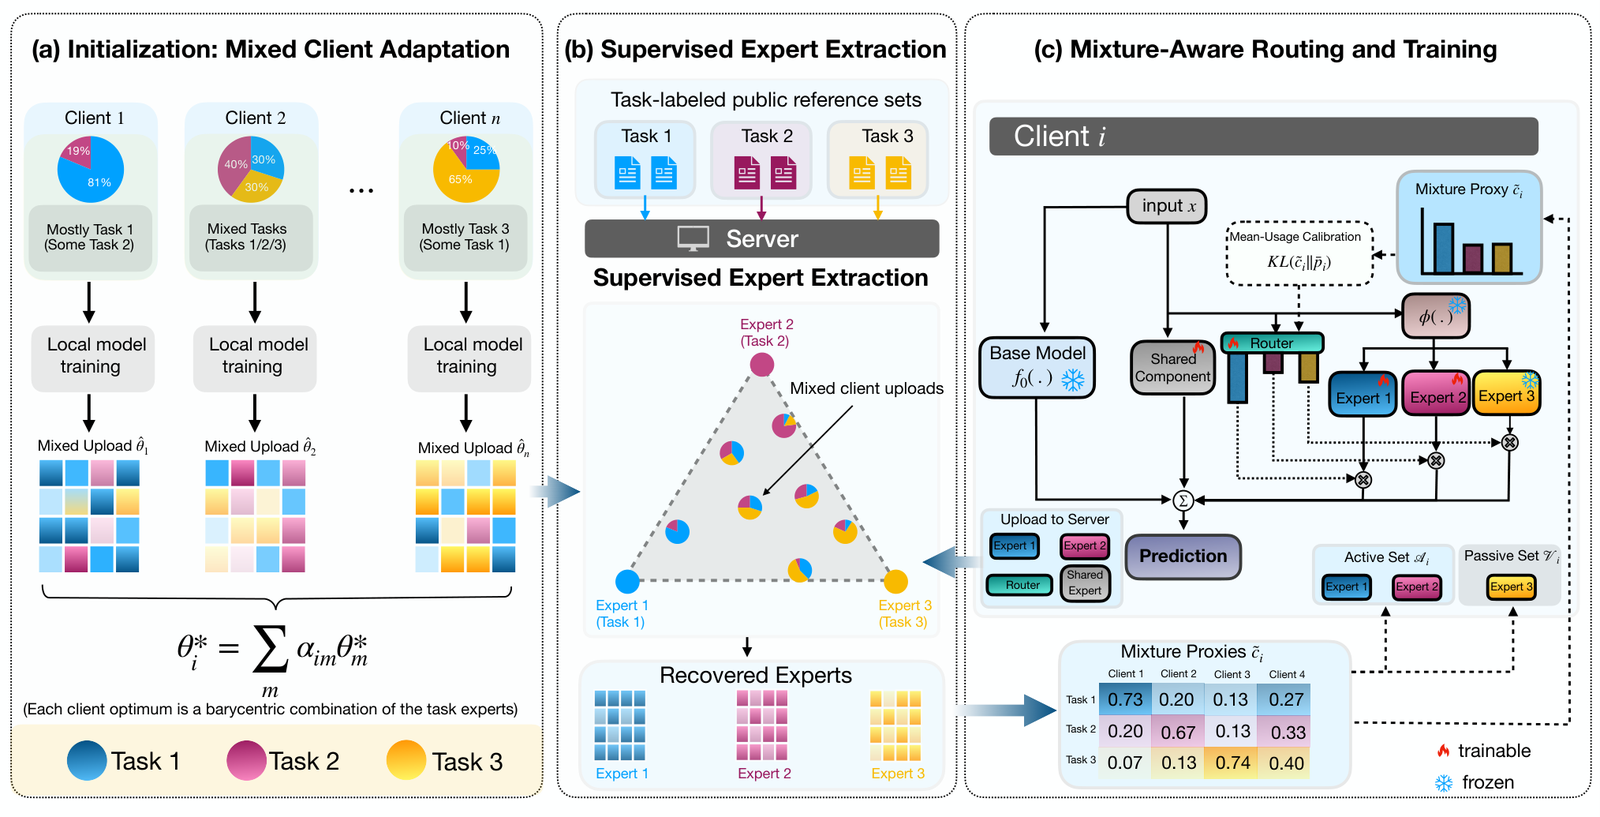 (a) Initialization: Mixed Client Adaptation
Client 1
19%
81%
Mostly Task 1
(Some Task 2)
Client 2
40%
30%
30%
Mixed Tasks
(Tasks 1/2/3)
...
Client n
10%
25%
65%
Mostly Task 3
(Some Task 1)
Local model
training
Local model
training
Local model
training
Mixed Upload θ̂₁
Mixed Upload θ̂₂
Mixed Upload θ̂ₙ
θᵢ* = ∑ₘ αᵢₘθₘ*
(Each client optimum is a barycentric combination of the task experts)
Task 1
Task 2
Task 3
(b) Supervised Expert Extraction
Task-labeled public reference sets
Task 1
Task 2
Task 3
Server
Supervised Expert Extraction
Expert 2
(Task 2)
Mixed client uploads
Expert 1
(Task 1)
Expert 3
(Task 3)
Recovered Experts
Expert 1
Expert 2
Expert 3
(c) Mixture-Aware Routing and Training
Client i
input x
Mixture Proxy c̃ᵢ
Mean-Usage Calibration
KL(c̃ᵢ||p̄ᵢ)
ϕ(.)
Base Model
f₀(.)
Shared
Component
Router
Expert 1
Expert 2
Expert 3
Σ
Prediction
Upload to Server
Expert 1
Expert 2
Router
Shared
Expert
Active Set 𝒜ᵢ
Expert 1
Expert 2
Passive Set 𝒱ᵢ
Expert 3
Mixture Proxies c̃ᵢ
Client 1 Client 2 Client 3 Client 4
Task 1 0.73 0.20 0.13 0.27
Task 2 0.20 0.67 0.13 0.33
Task 3 0.07 0.13 0.74 0.40
trainable
frozen